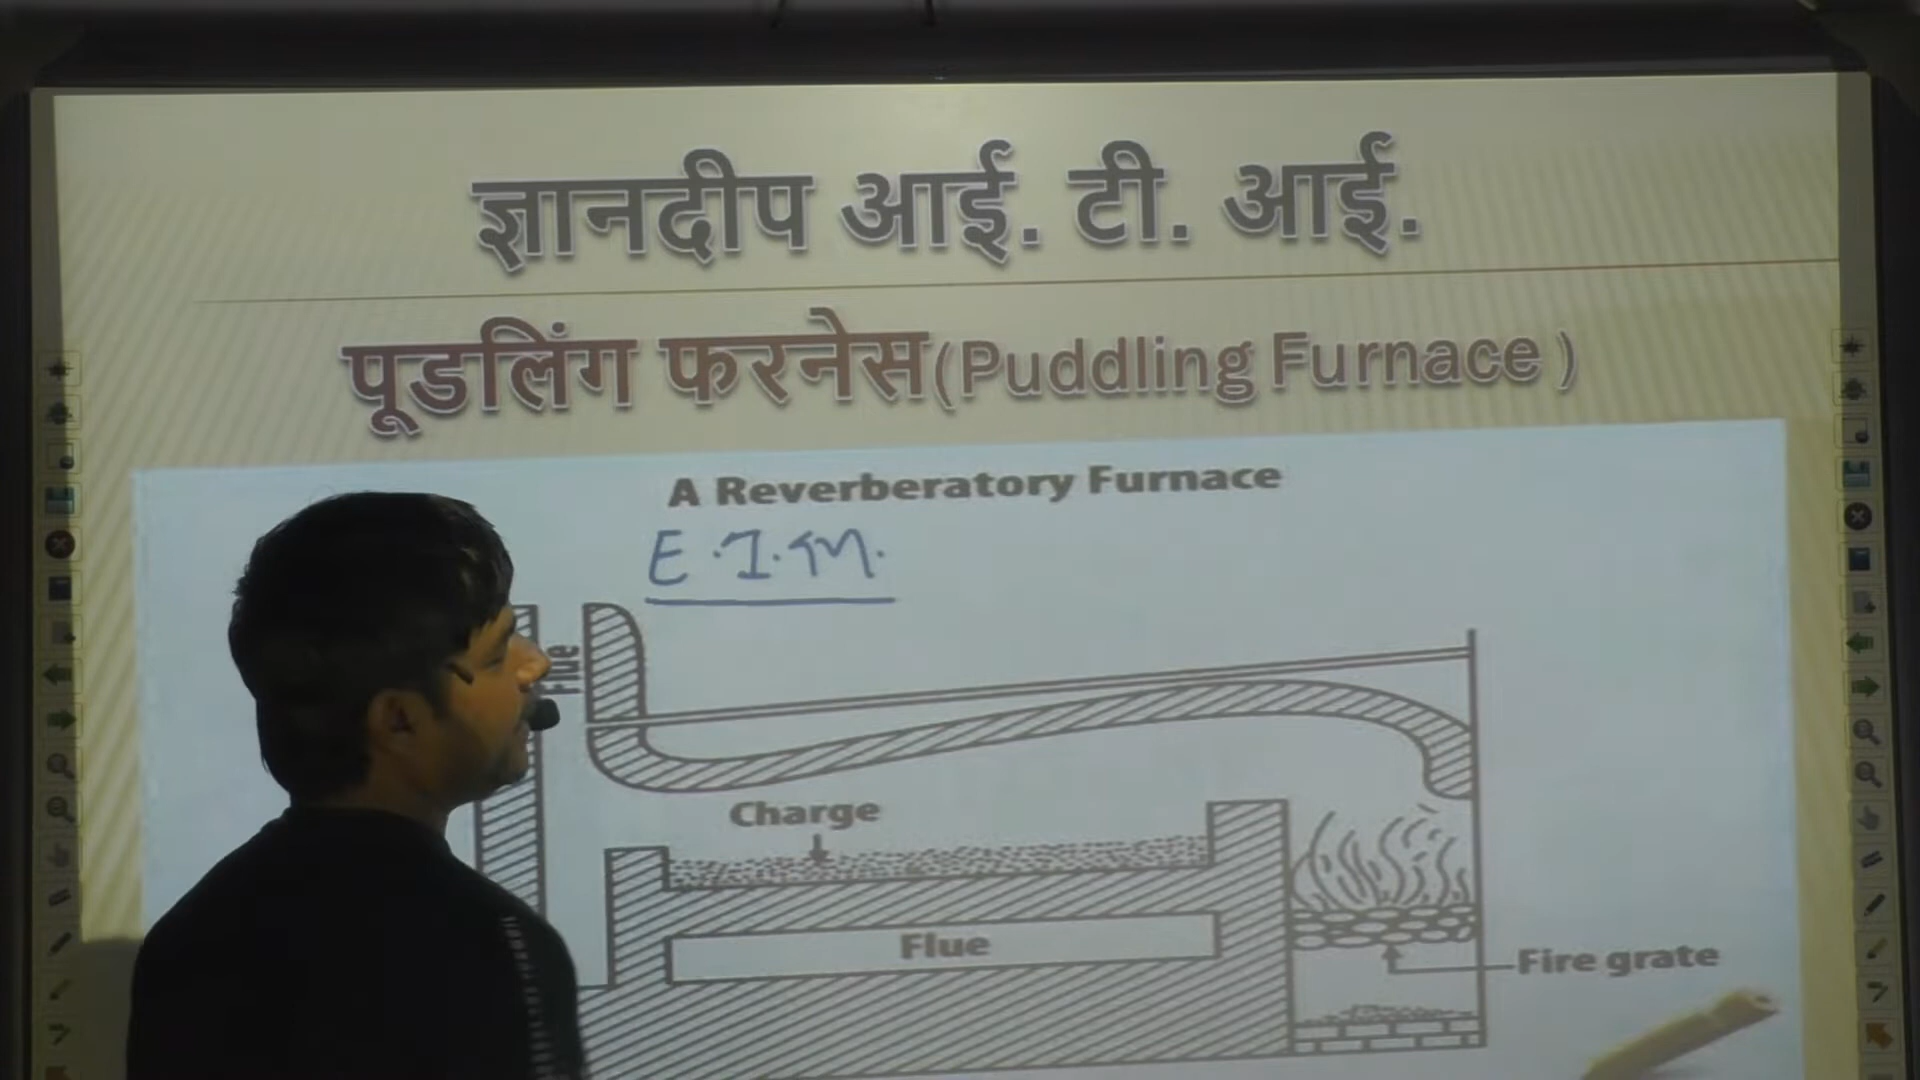 ज्ञानदीप आई. टी. आई.
पूडलिंग फरनेस(Puddling Furnace )
A Reverberatory Furnace
E.I.M.
Flue
Charge
Flue
Fire grate